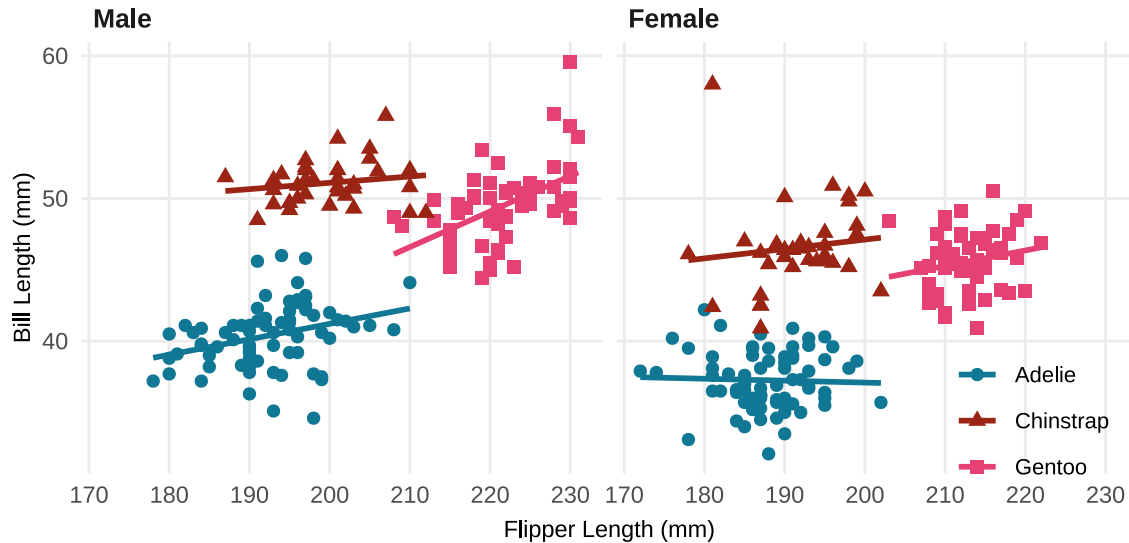 Male
Female
60
50
40
170 180 190 200 210 220 230
170 180 190 200 210 220 230
Bill Length (mm)
Flipper Length (mm)
Adelie
Chinstrap
Gentoo